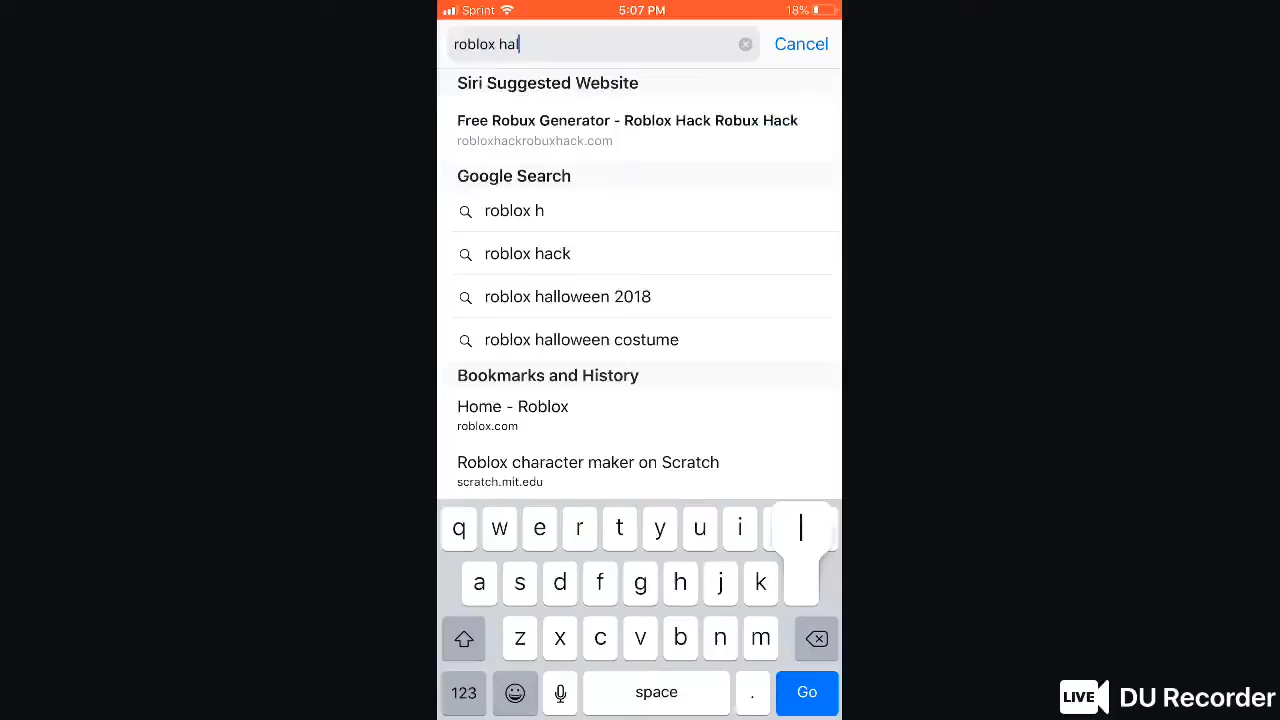 Sprint 5:07 PM 18%
roblox hal Cancel
Siri Suggested Website
Free Robux Generator - Roblox Hack Robux Hack
robloxhackrobuxhack.com
Google Search
roblox h
roblox hack
roblox halloween 2018
roblox halloween costume
Bookmarks and History
Home - Roblox
roblox.com
Roblox character maker on Scratch
scratch.mit.edu
q w e r t y u i l
a s d f g h j k
z x c v b n m
123 space . Go
LIVE DU Recorder